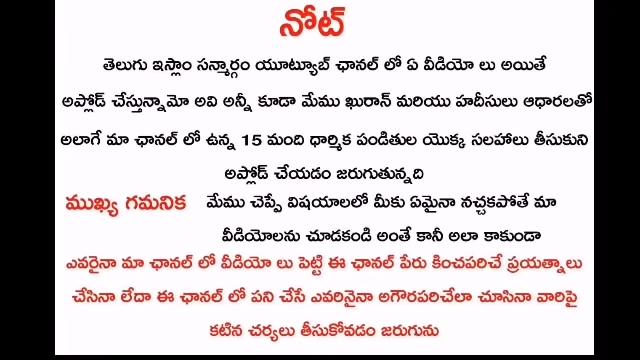 నోట్
తెలుగు ఇస్లాం సన్మార్గం యూట్యూబ్ ఛానల్ లో ఏ వీడియో లు అయితే
అప్లోడ్ చేస్తున్నామో అవి అన్నీ కూడా మేము ఖురాన్ మరియు హదీసులు ఆధారలతో
అలాగే మా ఛానల్ లో ఉన్న 15 మంది ధార్మిక పండితుల యొక్క సలహాలు తీసుకుని
అప్లోడ్ చేయడం జరుగుతున్నది
ముఖ్య గమనిక మేము చెప్పే విషయాలలో మీకు ఏమైనా నచ్చకపోతే మా
వీడియోలను చూడకండి అంతే కానీ అలా కాకుండా
ఎవరైనా మా ఛానల్ లో వీడియో లు పెట్టి ఈ ఛానల్ పేరు కించపరిచే ప్రయత్నాలు
చేసినా లేదా ఈ ఛానల్ లో పని చేసే ఎవరినైనా అగౌరపరిచేలా చూసినా వారిపై
కటిన చర్యలు తీసుకోవడం జరుగును